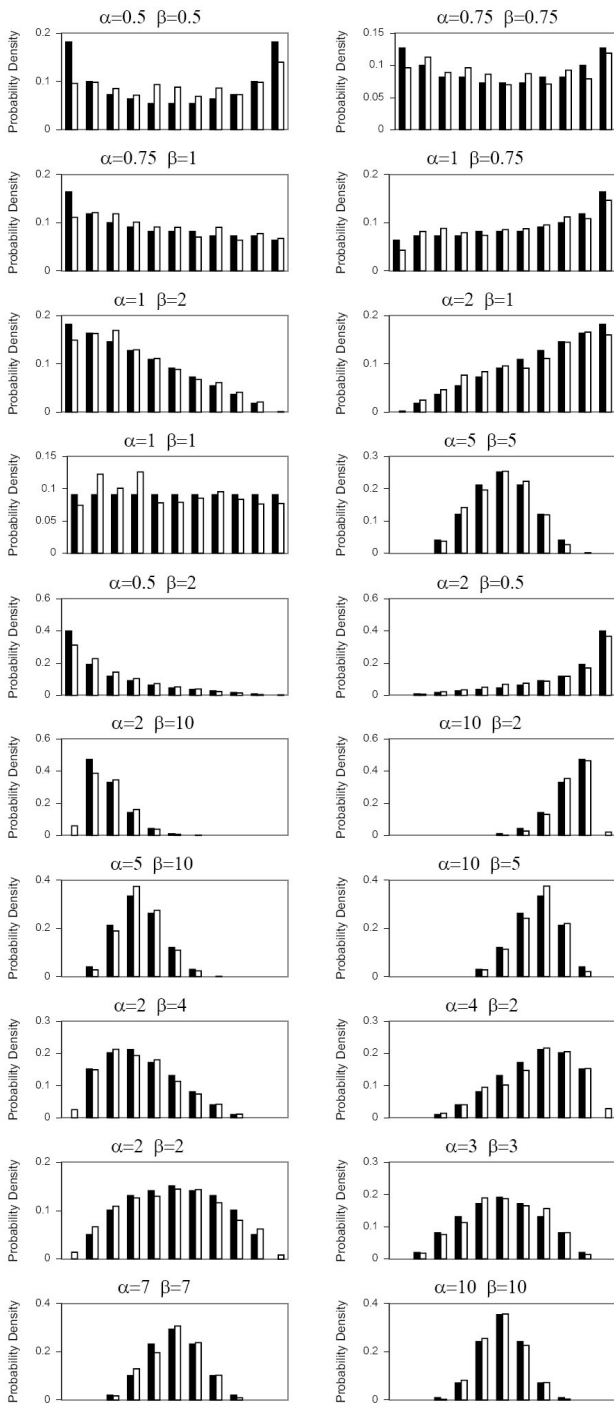 α=0.5 β=0.5
Probability Density
0.2
0.1
0
α=0.75 β=0.75
Probability Density
0.15
0.1
0.05
0
α=0.75 β=1
Probability Density
0.2
0.1
0
α=1 β=0.75
Probability Density
0.2
0.1
0
α=1 β=2
Probability Density
0.2
0.1
0
α=2 β=1
Probability Density
0.2
0.1
0
α=1 β=1
Probability Density
0.15
0.1
0.05
0
α=5 β=5
Probability Density
0.3
0.2
0.1
0
α=0.5 β=2
Probability Density
0.6
0.4
0.2
0
α=2 β=0.5
Probability Density
0.6
0.4
0.2
0
α=2 β=10
Probability Density
0.6
0.4
0.2
0
α=10 β=2
Probability Density
0.6
0.4
0.2
0
α=5 β=10
Probability Density
0.4
0.2
0
α=10 β=5
Probability Density
0.4
0.2
0
α=2 β=4
Probability Density
0.3
0.2
0.1
0
α=4 β=2
Probability Density
0.3
0.2
0.1
0
α=2 β=2
Probability Density
0.2
0.1
0
α=3 β=3
Probability Density
0.3
0.2
0.1
0
α=7 β=7
Probability Density
0.4
0.2
0
α=10 β=10
Probability Density
0.4
0.2
0